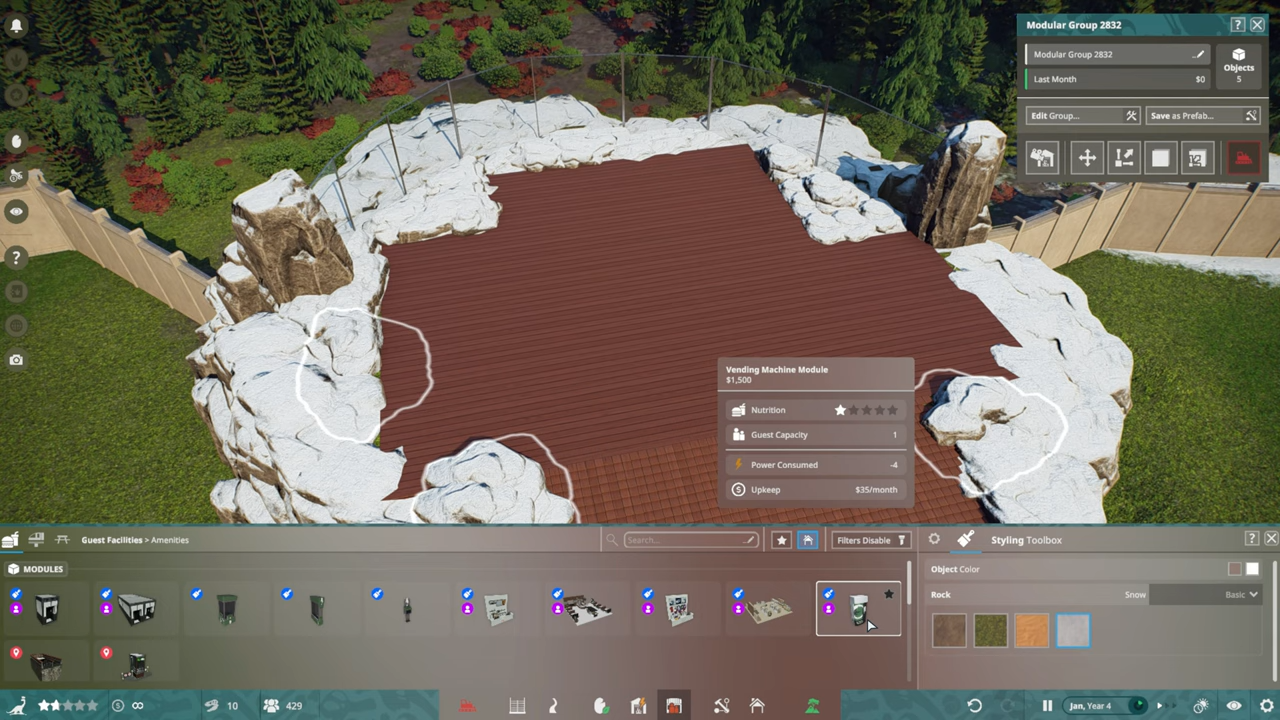 Modular Group 2832
?
Modular Group 2832
Objects
5
Last Month $0
Edit Group...
Save as Prefab...
12
?
Vending Machine Module
$1,500
Nutrition
Guest Capacity 1
Power Consumed -4
Upkeep $35/month
Guest Facilities > Amenities
Search...
Filters Disable
Styling Toolbox
?
MODULES
Object Color
Rock
Snow
Basic
∞
10
429
Jan, Year 4